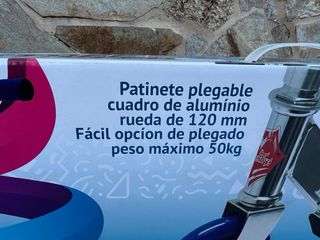 Patinete plegable
cuadro de alumínio
rueda de 120 mm
Fácil opcíon de plegado
peso máximo 50kg